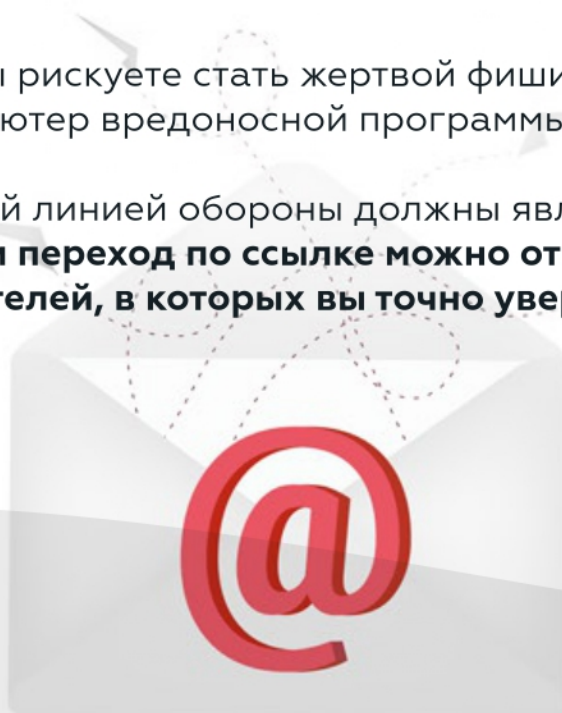 ы рискуете стать жертвой фиши
ютер вредоносной программы
й линией обороны должны явл
и переход по ссылке можно от
телей, в которых вы точно увер
@